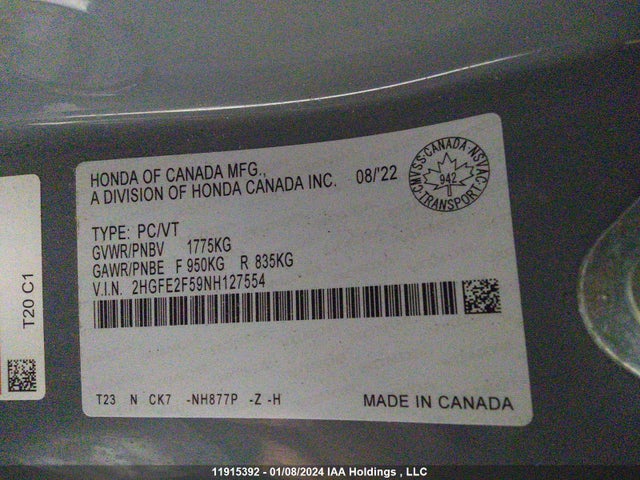 HONDA OF CANADA MFG.,
A DIVISION OF HONDA CANADA INC. 08/'22
CMVSS·CANADA·NSVAC
942
TRANSPORT
TYPE: PC/VT
GVWR/PNBV 1775KG
GAWR/PNBE F 950KG R 835KG
V.I.N. 2HGFE2F59NH127554
T23 N CK7 -NH877P -Z -H MADE IN CANADA
T20 C1
11915392 - 01/08/2024 IAA Holdings , LLC